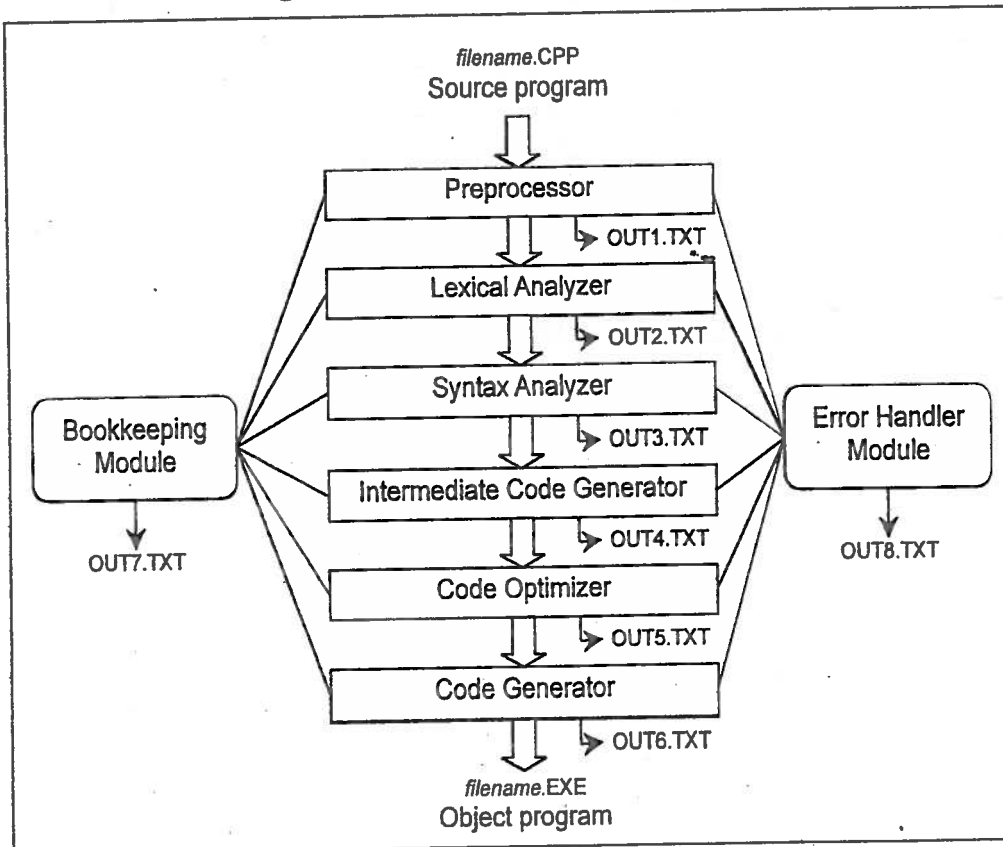 filename.CPP
Source program
Preprocessor
OUT1.TXT
Lexical Analyzer
OUT2.TXT
Syntax Analyzer
OUT3.TXT
Bookkeeping
Module
OUT7.TXT
Error Handler
Module
OUT8.TXT
Intermediate Code Generator
OUT4.TXT
Code Optimizer
OUT5.TXT
Code Generator
OUT6.TXT
filename.EXE
Object program